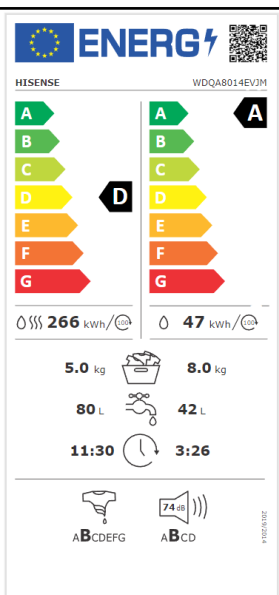 ENERG
HISENSE WDQA8014EVJM
A A A
B B
C C
D D D
E E
F F
G G
266 kWh/100 47 kWh/100
5.0 kg 8.0 kg
80 L 42 L
11:30 3:26
74 dB
ABCDEFG ABCD
2019/2014